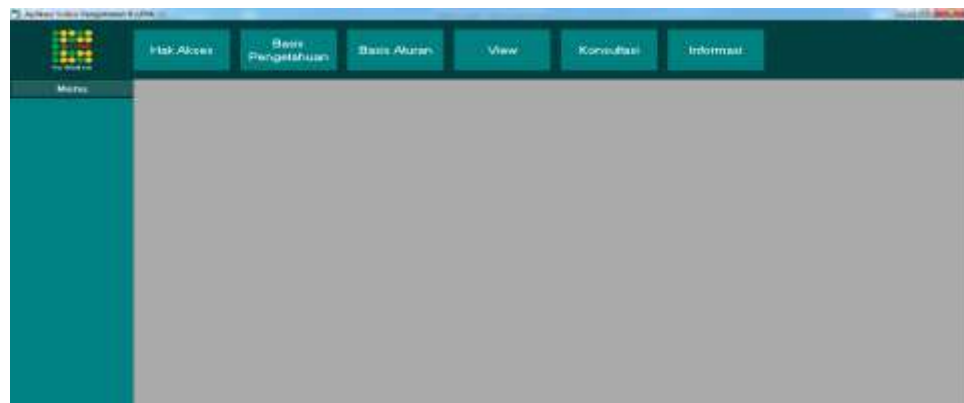 Hak Akses
Basis
Pengetahuan
Basis Aturan
View
Konsultasi
Informasi
Menu